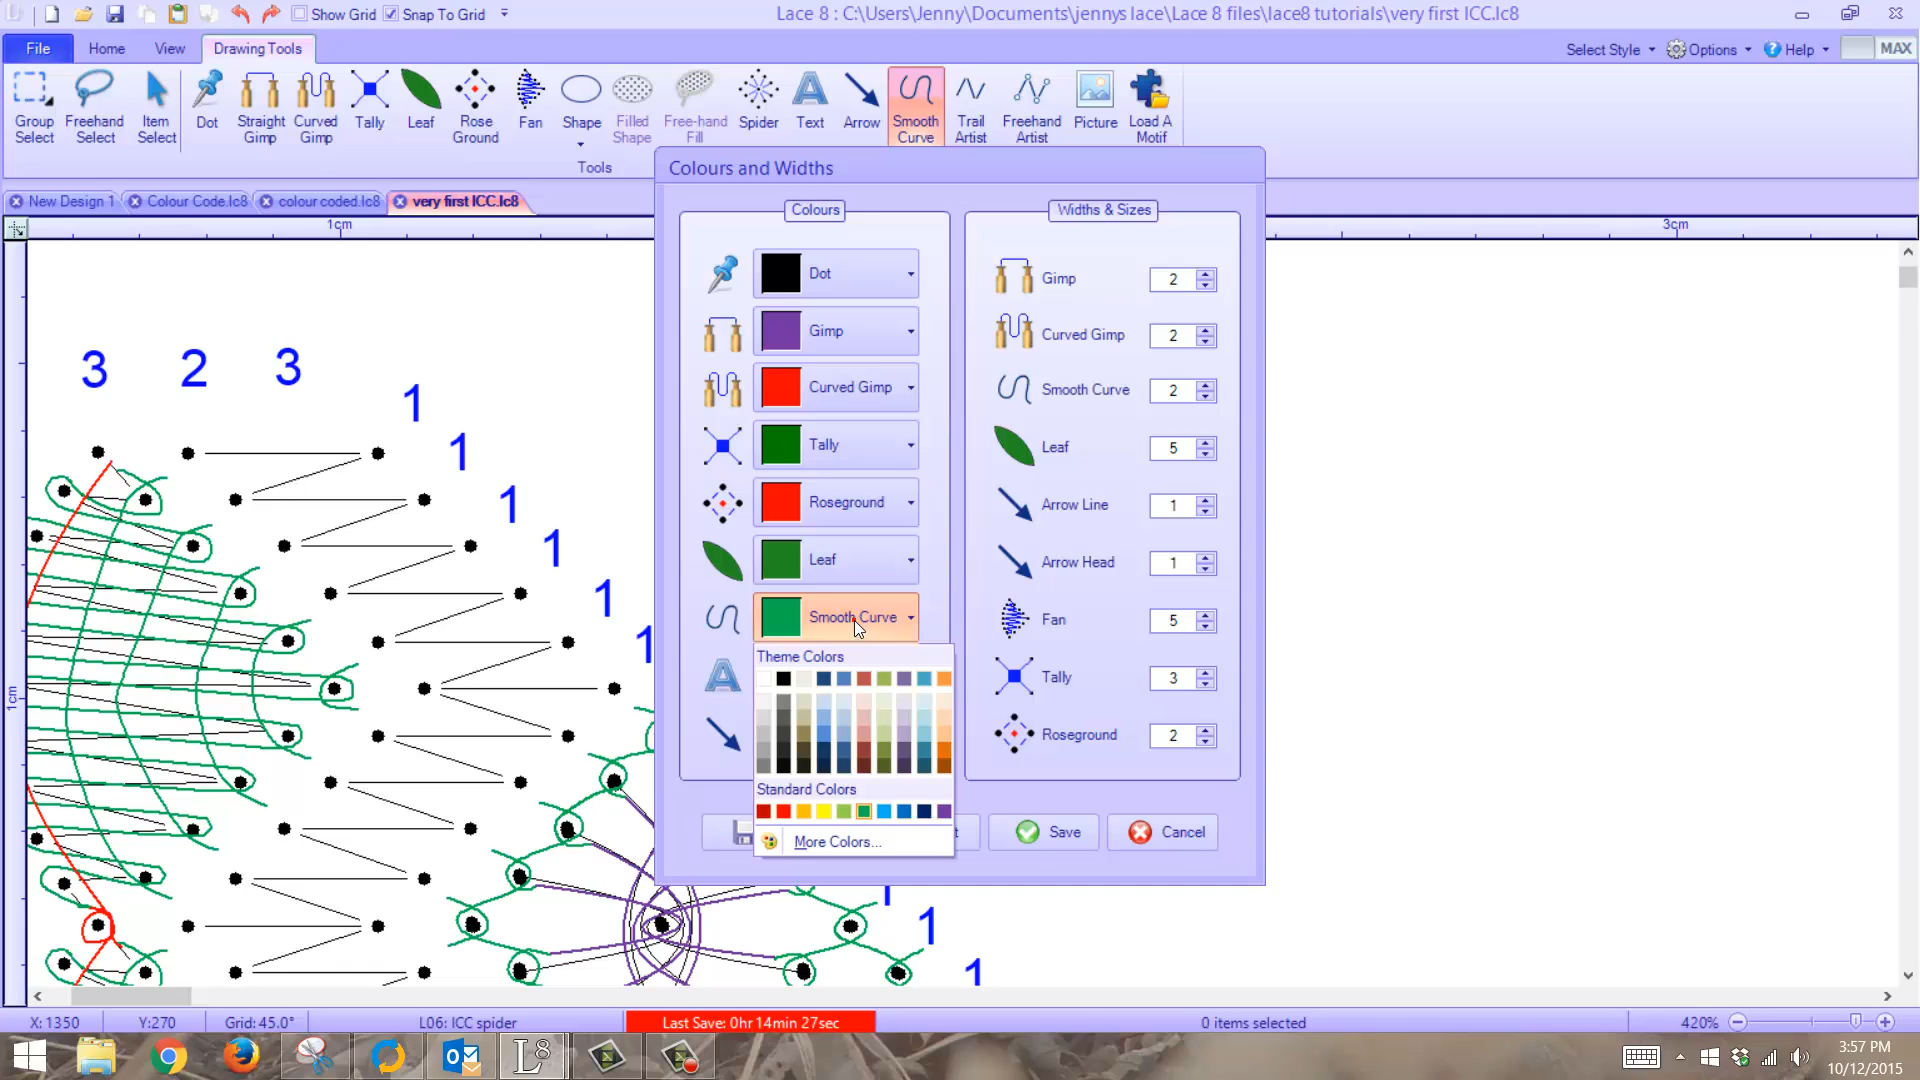 Show Grid Snap To Grid
Lace 8 : C:\Users\Jenny\Documents\jennys lace\Lace 8 files\lace8 tutorials\very first ICC.lc8
File Home View Drawing Tools
Select Style Options Help MAX
Group Select
Freehand Select
Item Select
Dot
Straight Gimp
Curved Gimp
Tally
Leaf
Rose Ground
Fan
Shape
Filled Shape
Free-hand Fill
Spider
Text
Arrow
Smooth Curve
Trail Artist
Freehand Artist
Picture
Load A Motif
Tools
New Design 1 Colour Code.lc8 colour coded.lc8 very first ICC.lc8
1cm 3cm
1cm
3 2 3
1
1
1
1
1
1
1
1
1
Colours and Widths
Colours
Dot
Gimp
Curved Gimp
Tally
Roseground
Leaf
Smooth Curve
Theme Colors
Standard Colors
More Colors...
Widths & Sizes
Gimp 2
Curved Gimp 2
Smooth Curve 2
Leaf 5
Arrow Line 1
Arrow Head 1
Fan 5
Tally 3
Roseground 2
t Save Cancel
X: 1350 Y:270 Grid: 45.0° L06: ICC spider Last Save: 0hr 14min 27sec 0 items selected 420%
L8
3:57 PM
10/12/2015